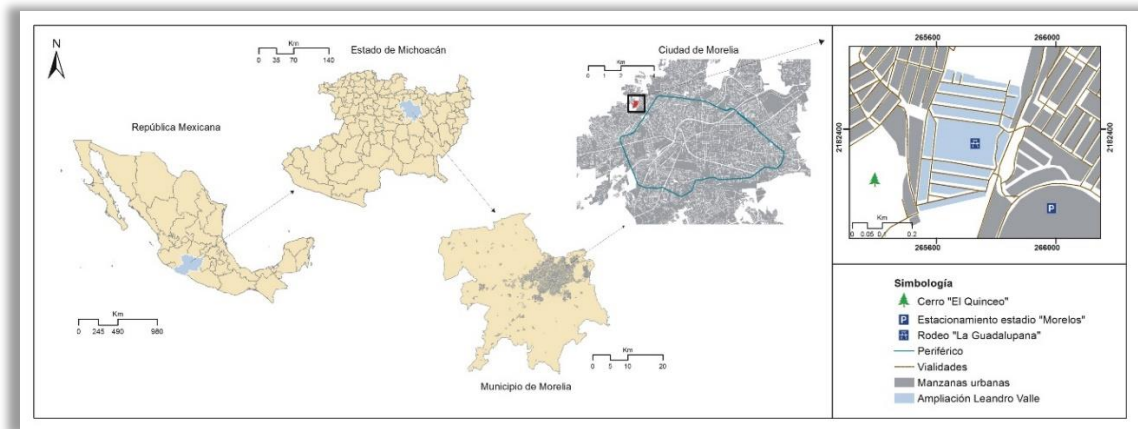 N
Estado de Michoacán
Km
0 35 70 140
República Mexicana
Km
0 245 490 980
Ciudad de Morelia
Km
0 1 2 4
Municipio de Morelia
Km
0 5 10 20
265600 266000
2182400
2182400
Km
0 0.05 0.1 0.2
265600 266000
P
Simbología
Cerro "El Quinceo"
P Estacionamiento estadio "Morelos"
Rodeo "La Guadalupana"
Periférico
Vialidades
Manzanas urbanas
Ampliación Leandro Valle